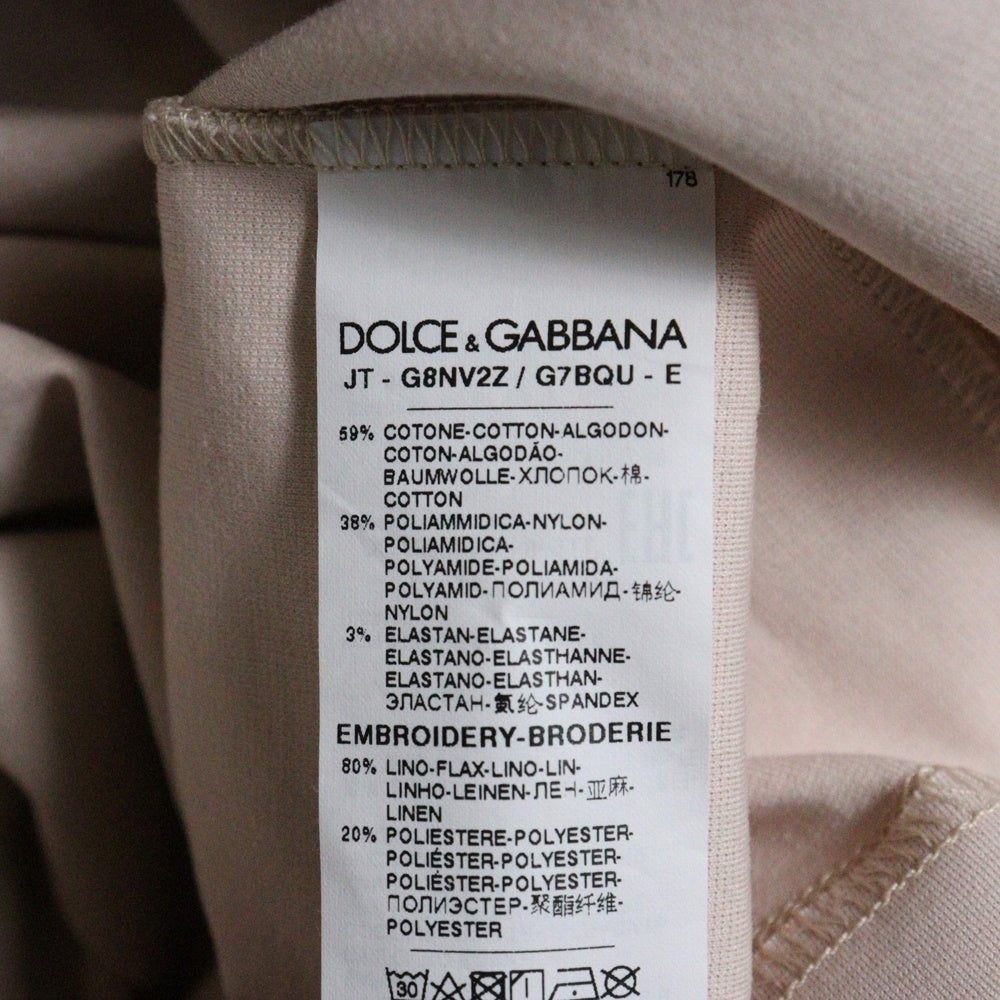 178
DOLCE & GABBANA
JT - G8NV2Z / G7BQU - E
59% COTONE-COTTON-ALGODON-
COTON-ALGODÃO-
BAUMWOLLE-ХЛОПОК-棉-
COTTON
38% POLIAMMIDICA-NYLON-
POLIAMIDICA-
POLYAMIDE-POLIAMIDA-
POLYAMID-ПОЛИАМИД-锦纶-
NYLON
3% ELASTAN-ELASTANE-
ELASTANO-ELASTHANNE-
ELASTANO-ELASTHAN-
ЭЛАСТАН-氨纶-SPANDEX
EMBROIDERY-BRODERIE
80% LINO-FLAX-LINO-LIN-
LINHO-LEINEN-ЛЕН-亚麻-
LINEN
20% POLIESTERE-POLYESTER-
POLIÉSTER-POLYESTER-
POLIÉSTER-POLYESTER-
ПОЛИЭСТЕР-聚酯纤维-
POLYESTER
30